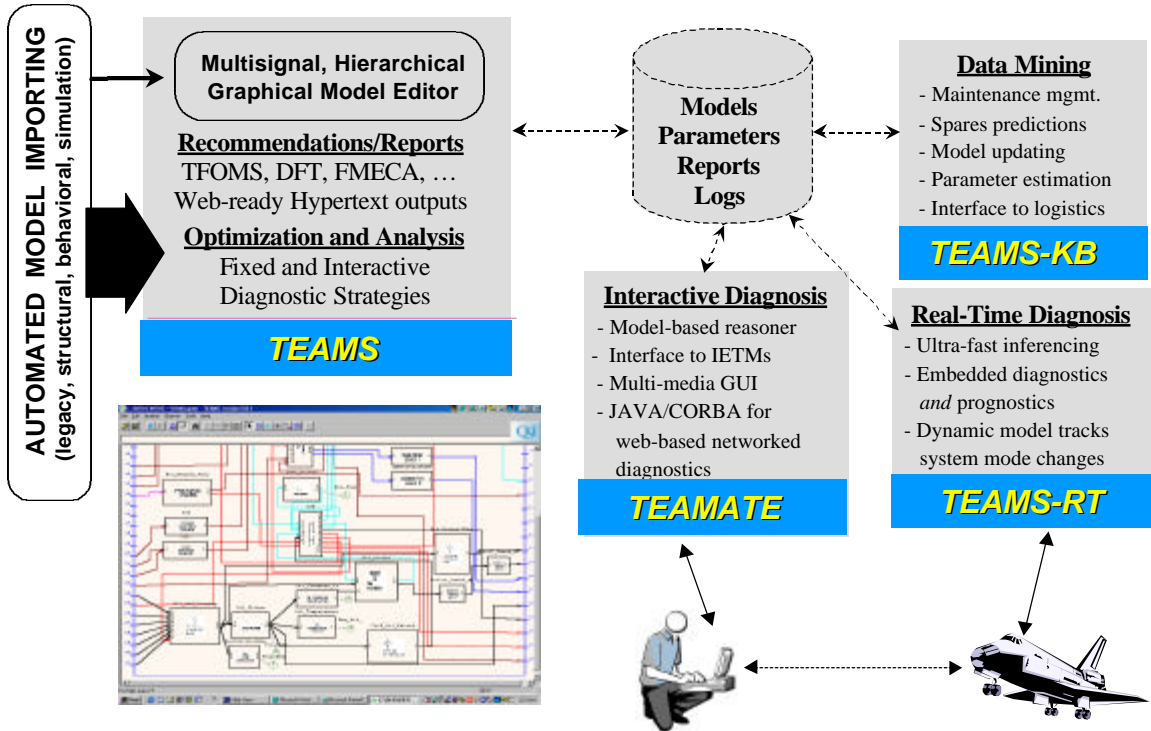 AUTOMATED MODEL IMPORTING
(legacy, structural, behavioral, simulation)
Multisignal, Hierarchical
Graphical Model Editor
Recommendations/Reports
TFOMS, DFT, FMECA, …
Web-ready Hypertext outputs
Optimization and Analysis
Fixed and Interactive
Diagnostic Strategies
TEAMS
Models
Parameters
Reports
Logs
Data Mining
- Maintenance mgmt.
- Spares predictions
- Model updating
- Parameter estimation
- Interface to logistics
TEAMS-KB
Interactive Diagnosis
- Model-based reasoner
- Interface to IETMs
- Multi-media GUI
- JAVA/CORBA for
web-based networked
diagnostics
TEAMATE
Real-Time Diagnosis
- Ultra-fast inferencing
- Embedded diagnostics
and prognostics
- Dynamic model tracks
system mode changes
TEAMS-RT